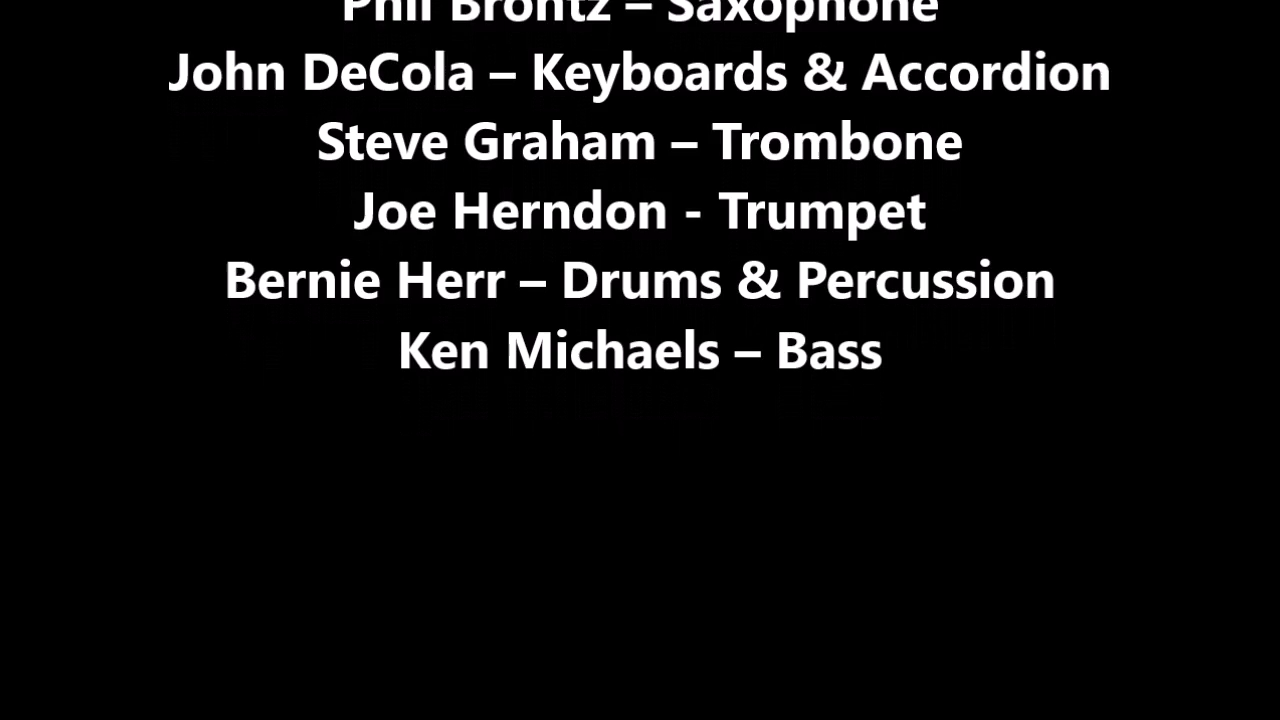 Phil Brontz – Saxophone
John DeCola – Keyboards & Accordion
Steve Graham – Trombone
Joe Herndon - Trumpet
Bernie Herr – Drums & Percussion
Ken Michaels – Bass